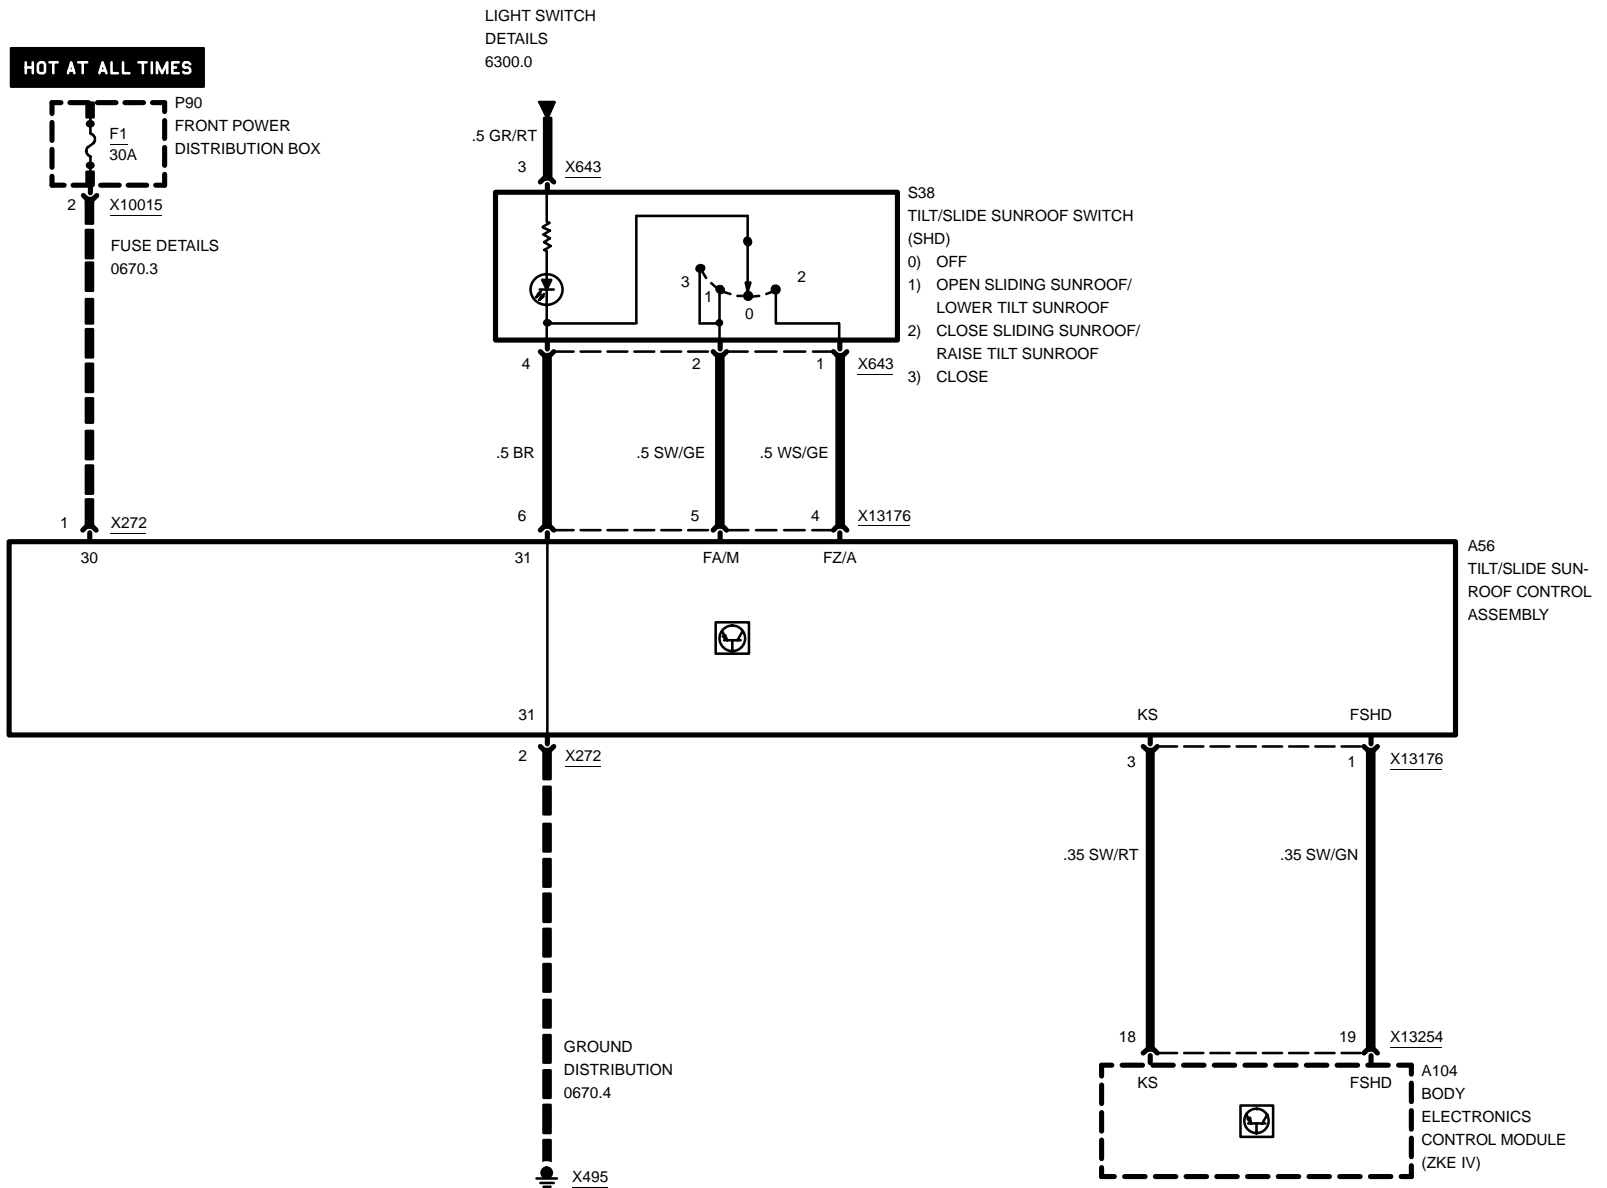 LIGHT SWITCH
DETAILS
6300.0
HOT AT ALL TIMES
P90
FRONT POWER
DISTRIBUTION BOX
F1
30A
2 X10015
FUSE DETAILS
0670.3
.5 GR/RT
3 X643
S38
TILT/SLIDE SUNROOF SWITCH
(SHD)
0) OFF
1) OPEN SLIDING SUNROOF/
LOWER TILT SUNROOF
2) CLOSE SLIDING SUNROOF/
RAISE TILT SUNROOF
3) CLOSE
3
1
0
2
4 2 1 X643
.5 BR .5 SW/GE .5 WS/GE
1 X272
6 5 4 X13176
30 31 FA/M FZ/A
A56
TILT/SLIDE SUN-
ROOF CONTROL
ASSEMBLY
31 KS FSHD
2 X272
3 1 X13176
.35 SW/RT .35 SW/GN
GROUND
DISTRIBUTION
0670.4
X495
18 19 X13254
KS FSHD
A104
BODY
ELECTRONICS
CONTROL MODULE
(ZKE IV)